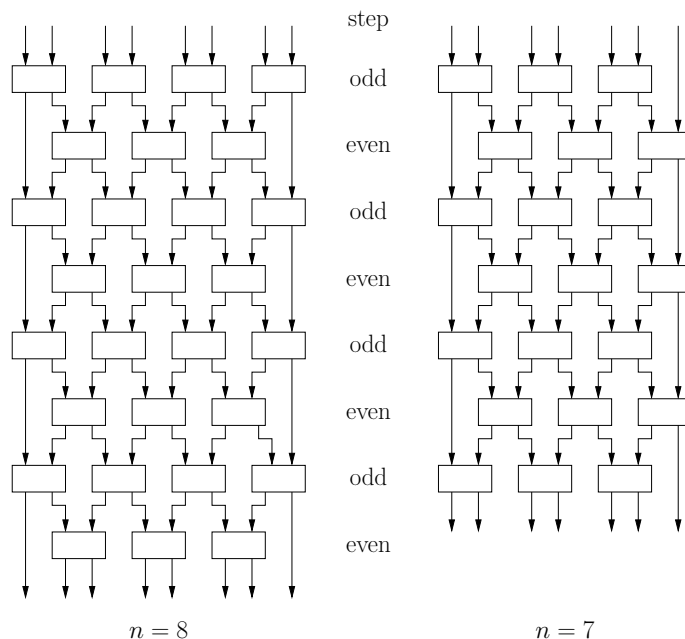 step
odd
even
odd
even
odd
even
odd
even
n = 8
n = 7